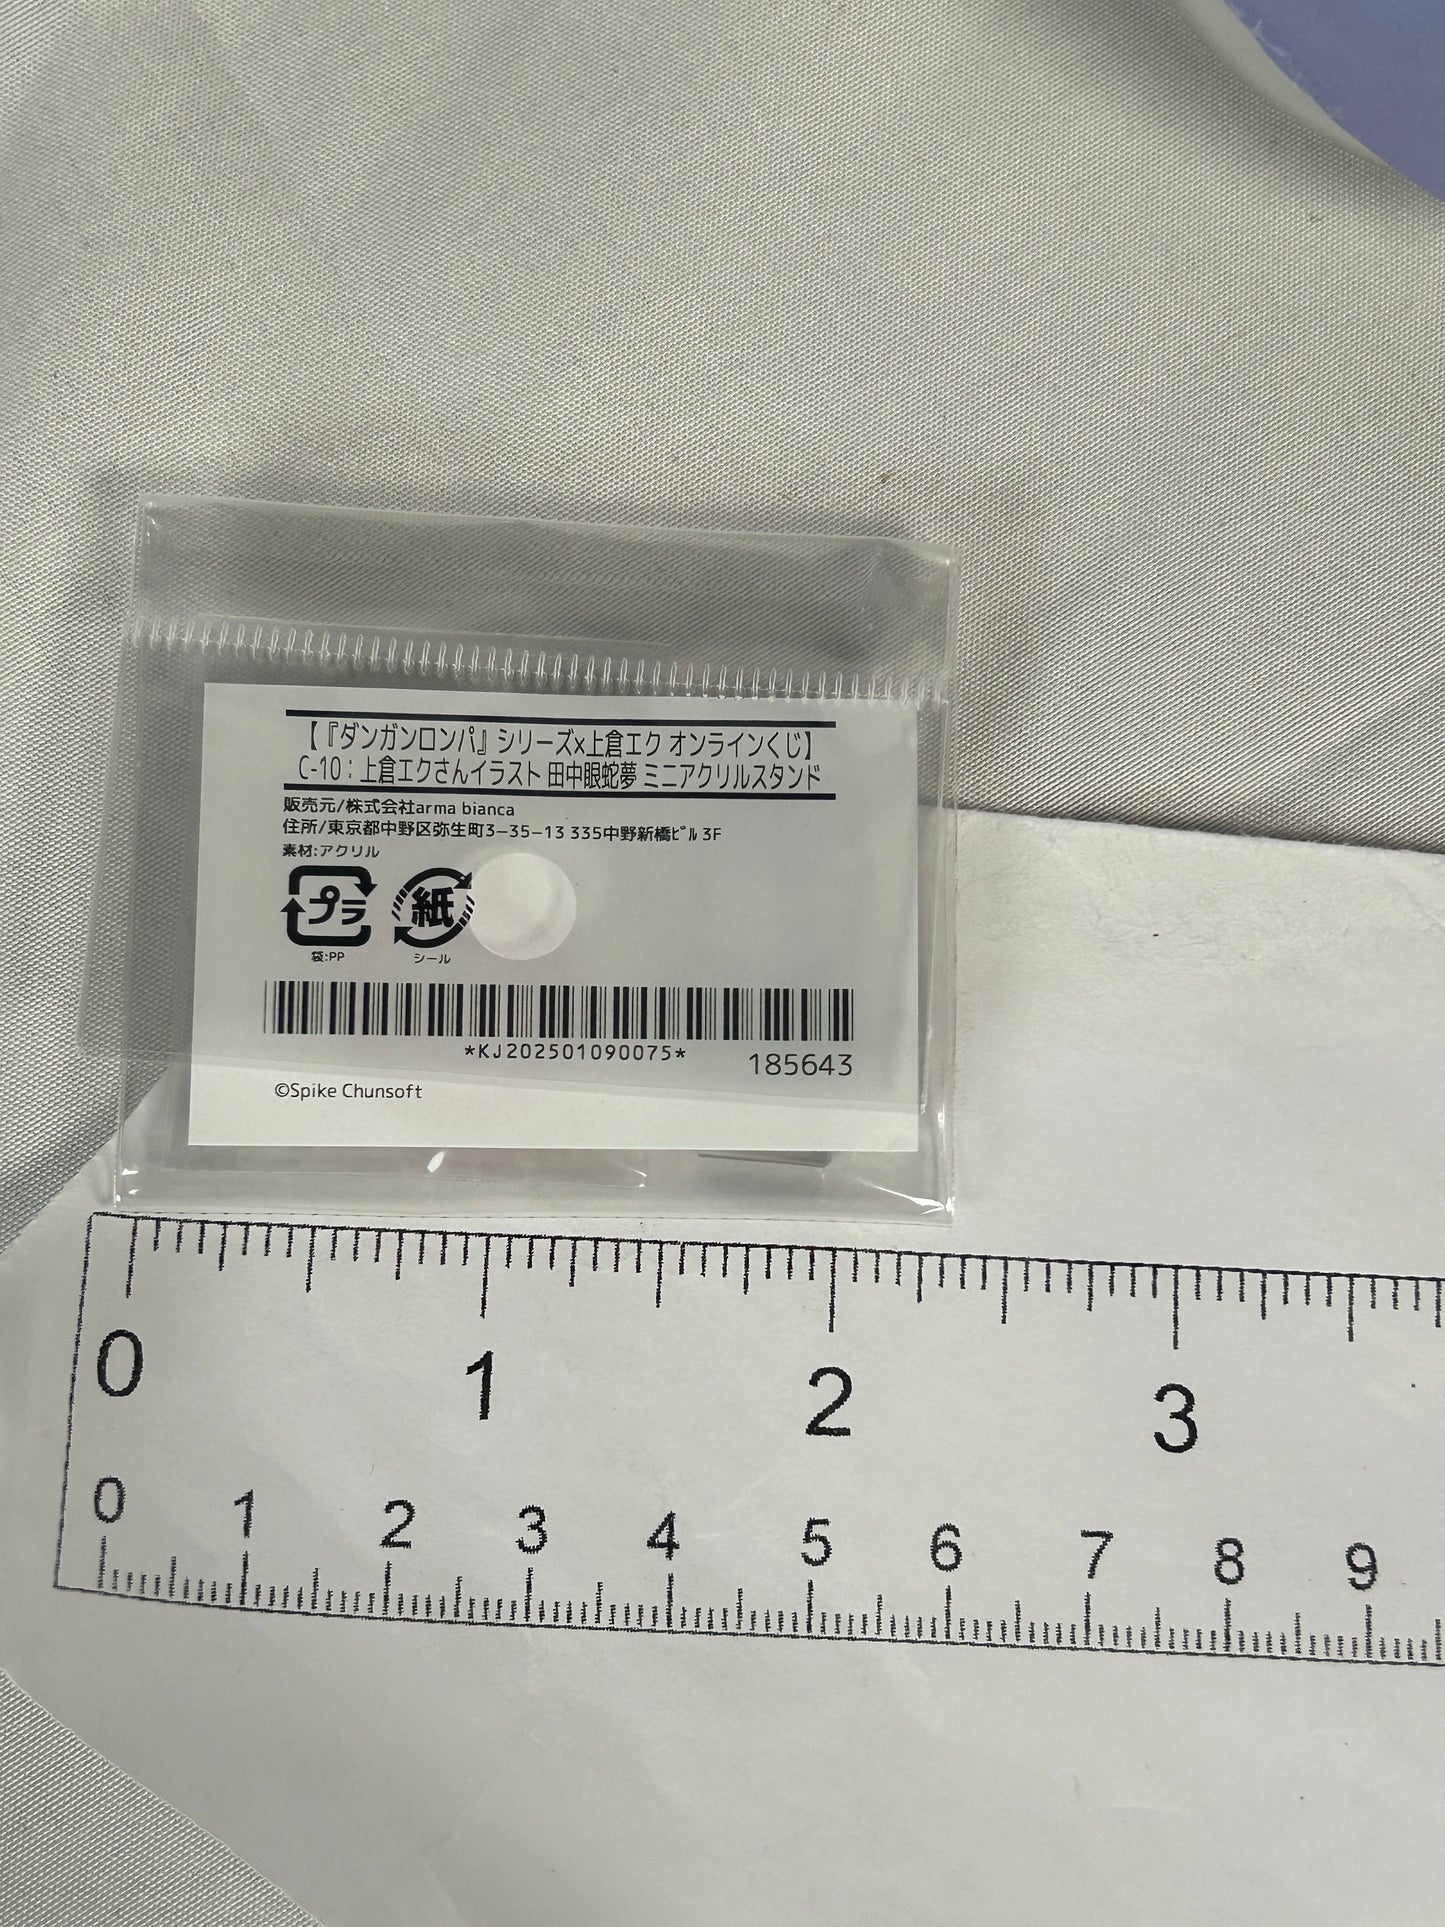 【『ダンガンロンパ』シリーズx上倉エク オンラインくじ】
C-10：上倉エクさんイラスト 田中眼蛇夢 ミニアクリルスタンド
販売元/株式会社arma bianca
住所/東京都中野区弥生町3-35-13 335中野新橋ﾋﾞﾙ 3F
素材:アクリル
プラ 紙
袋:PP シール
*KJ202501090075* 185643
©Spike Chunsoft
0 1 2 3
0 1 2 3 4 5 6 7 8 9